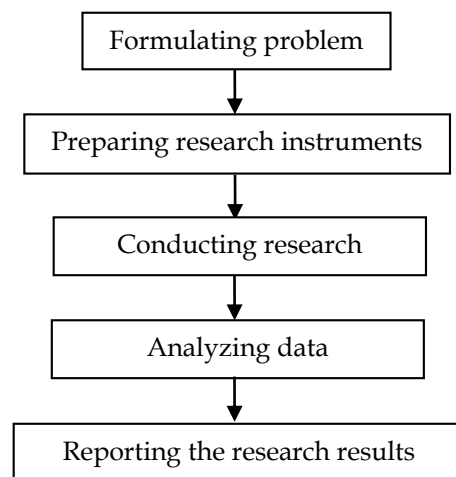 Formulating problem
Preparing research instruments
Conducting research
Analyzing data
Reporting the research results